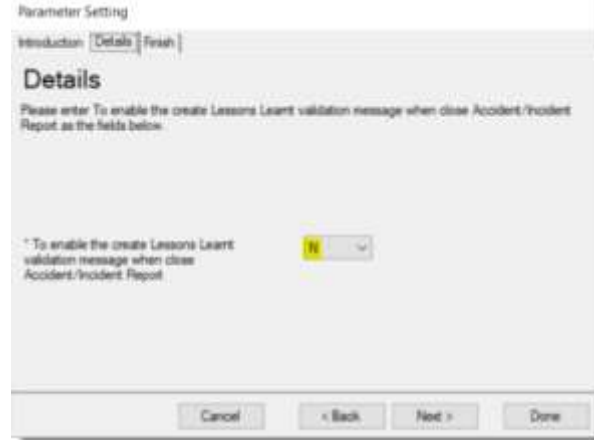 Parameter Setting
Introduction Details Finish
Details
Please enter To enable the create Lessons Learnt validation message when close Accident/Incident
Report as the fields below.
* To enable the create Lessons Learnt
validation message when close
Accident/Incident Report
N
Cancel < Back Next > Done